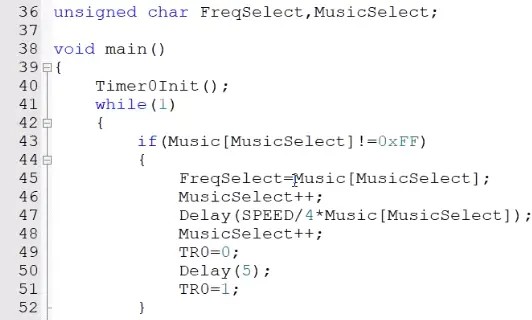 36 unsigned char FreqSelect,MusicSelect;
37
38 void main()
39 {
40     Timer0Init();
41     while(1)
42     {
43         if(Music[MusicSelect]!=0xFF)
44         {
45             FreqSelect=Music[MusicSelect];
46             MusicSelect++;
47             Delay(SPEED/4*Music[MusicSelect]);
48             MusicSelect++;
49             TR0=0;
50             Delay(5);
51             TR0=1;
52         }